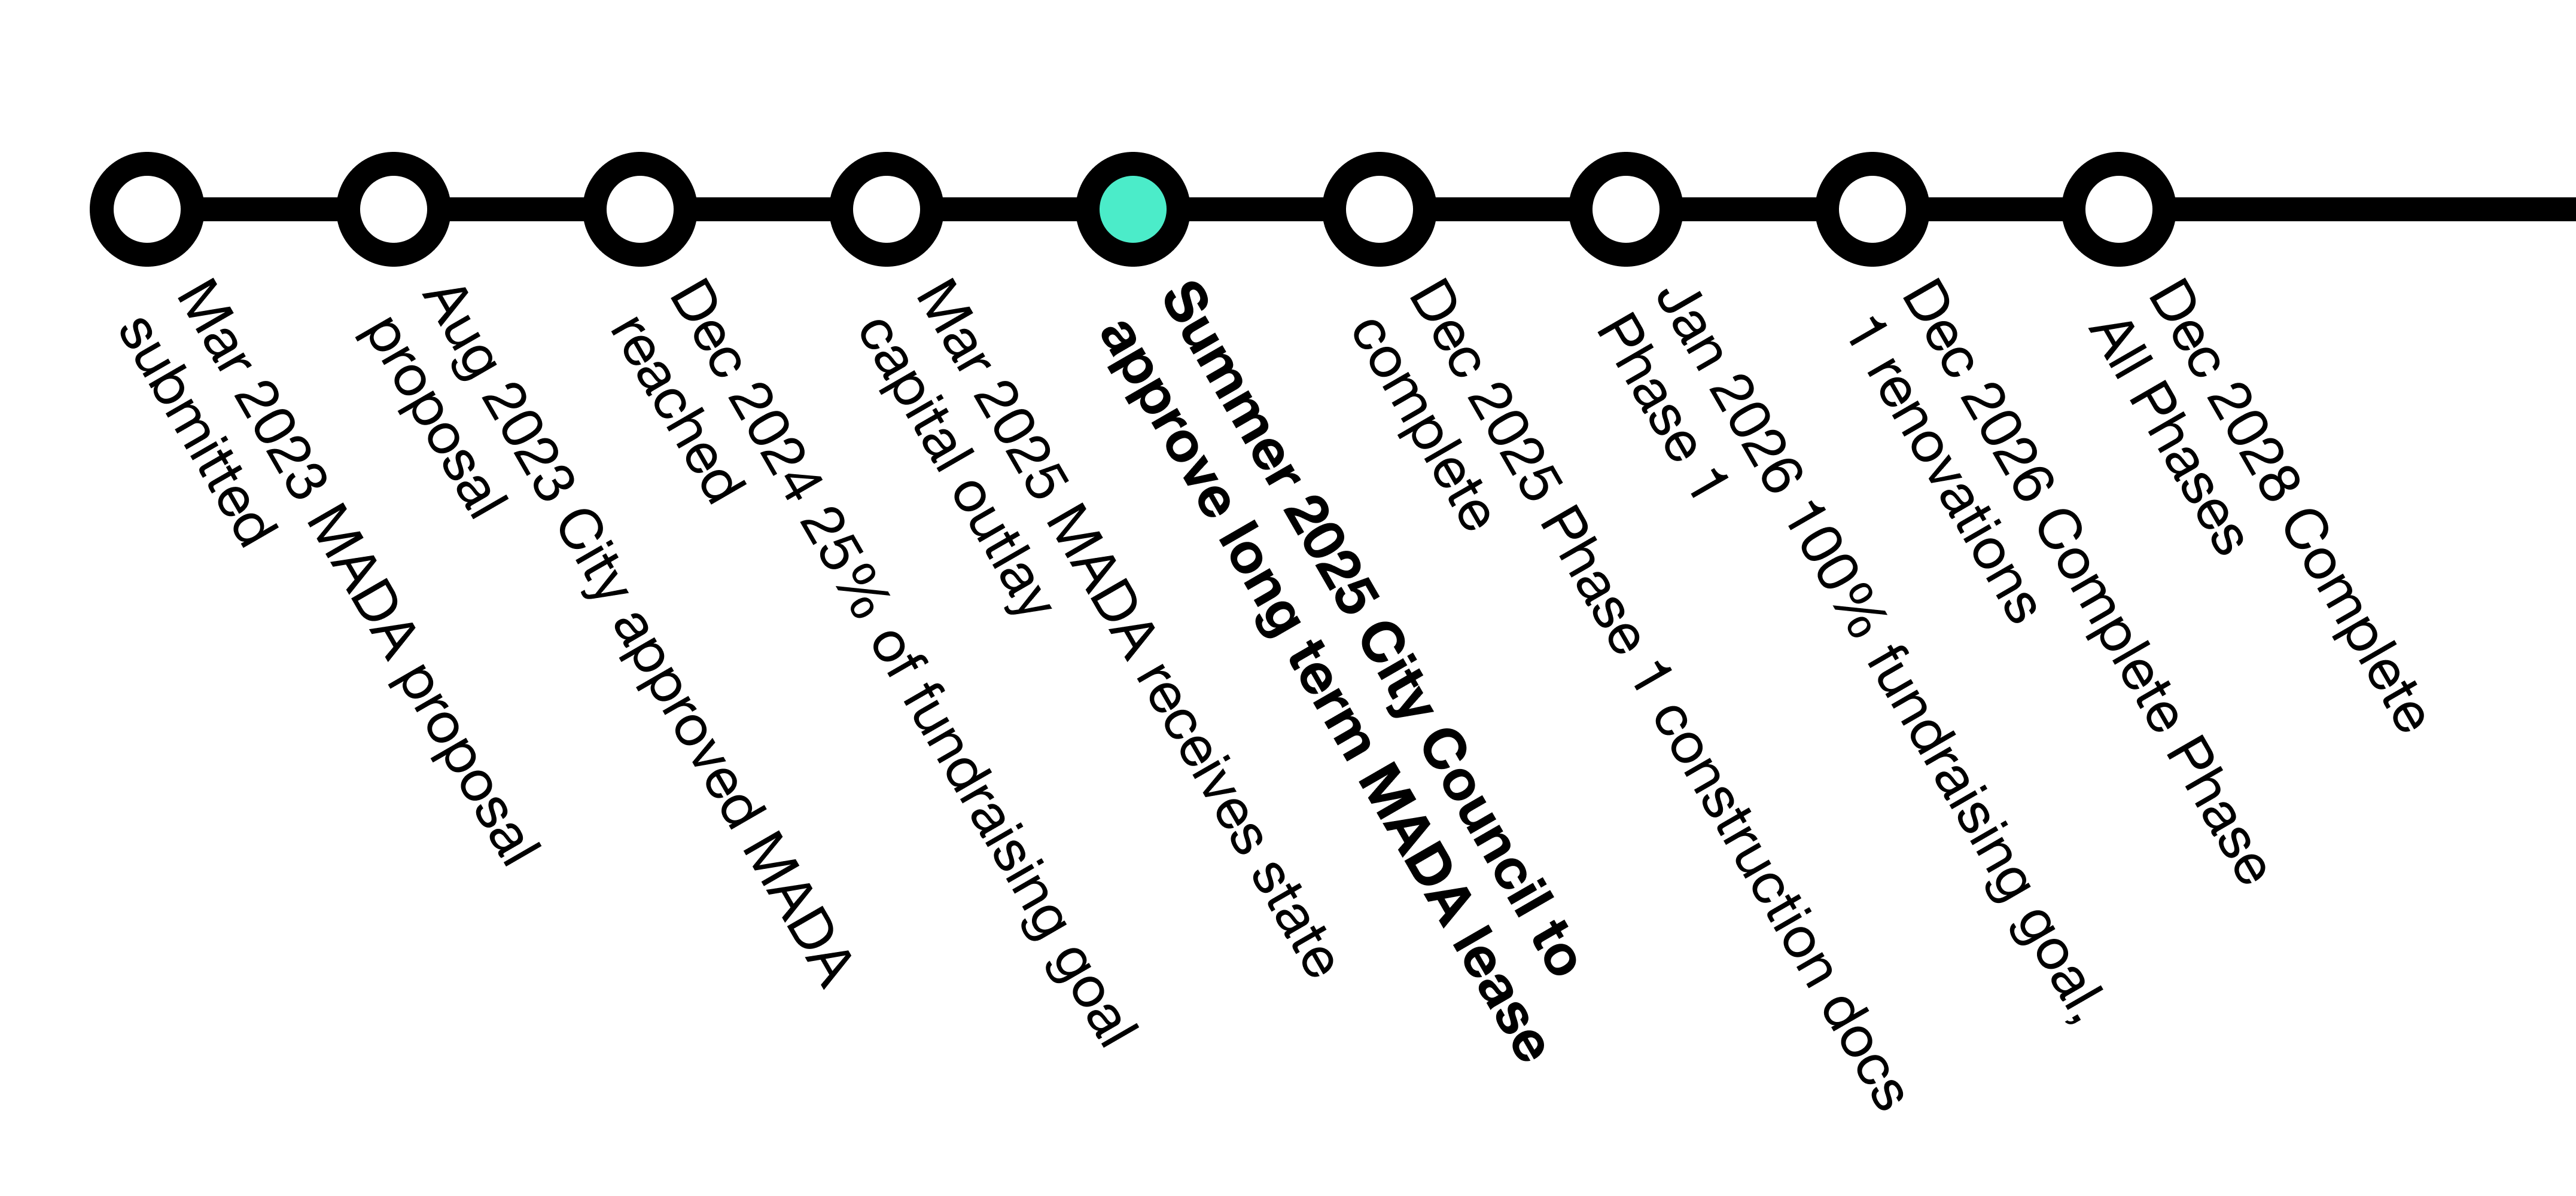 Mar 2023 MADA proposal
submitted
Aug 2023 City approved MADA
proposal
Dec 2024 25% of fundraising goal
reached
Mar 2025 MADA receives state
capital outlay
Summer 2025 City Council to
approve long term MADA lease
Dec 2025 Phase 1 construction docs
complete
Jan 2026 100% fundraising goal,
Phase 1
Dec 2026 Complete Phase
1 renovations
Dec 2028 Complete
All Phases